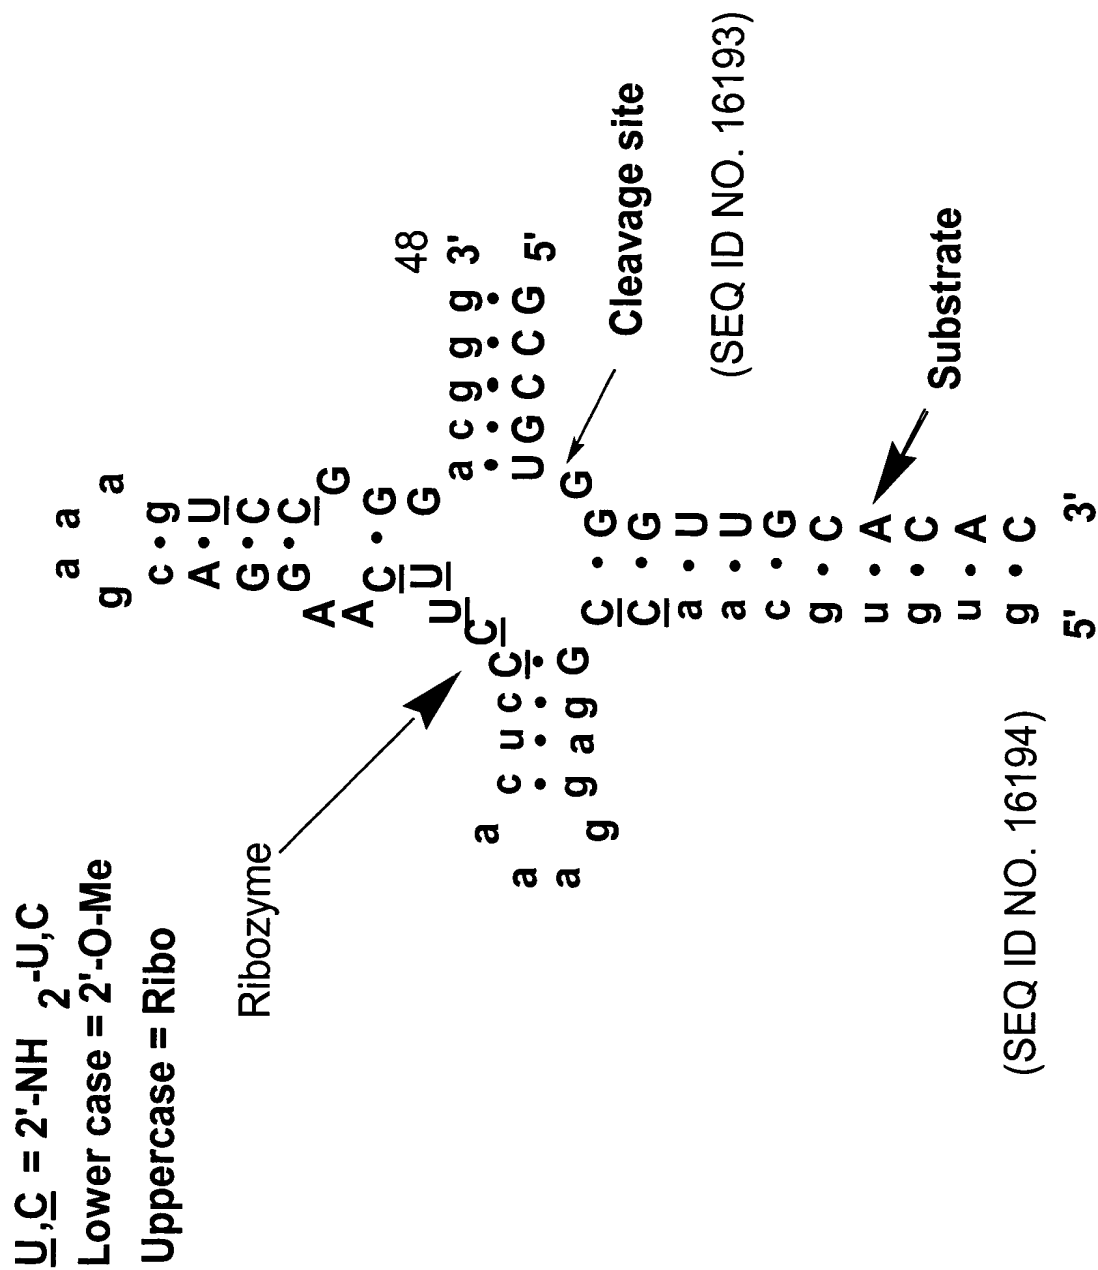 U,C = 2'-NH2-U,C
Lower case = 2'-O-Me
Uppercase = Ribo
a a
g a
c•g
A•U
G•C
G•C
A G
A
C•G
U G
U
Ribozyme
48
C a c g g g 3'
a c u c C
• • • • • • • • •
a U G C C G 5'
a g a g G G
g
Cleavage site
C•G
C•G
a•U
a•U
(SEQ ID NO. 16193)
c•G
g•C
u•A
g•C
Substrate
u•A
g•C
(SEQ ID NO. 16194)
5' 3'